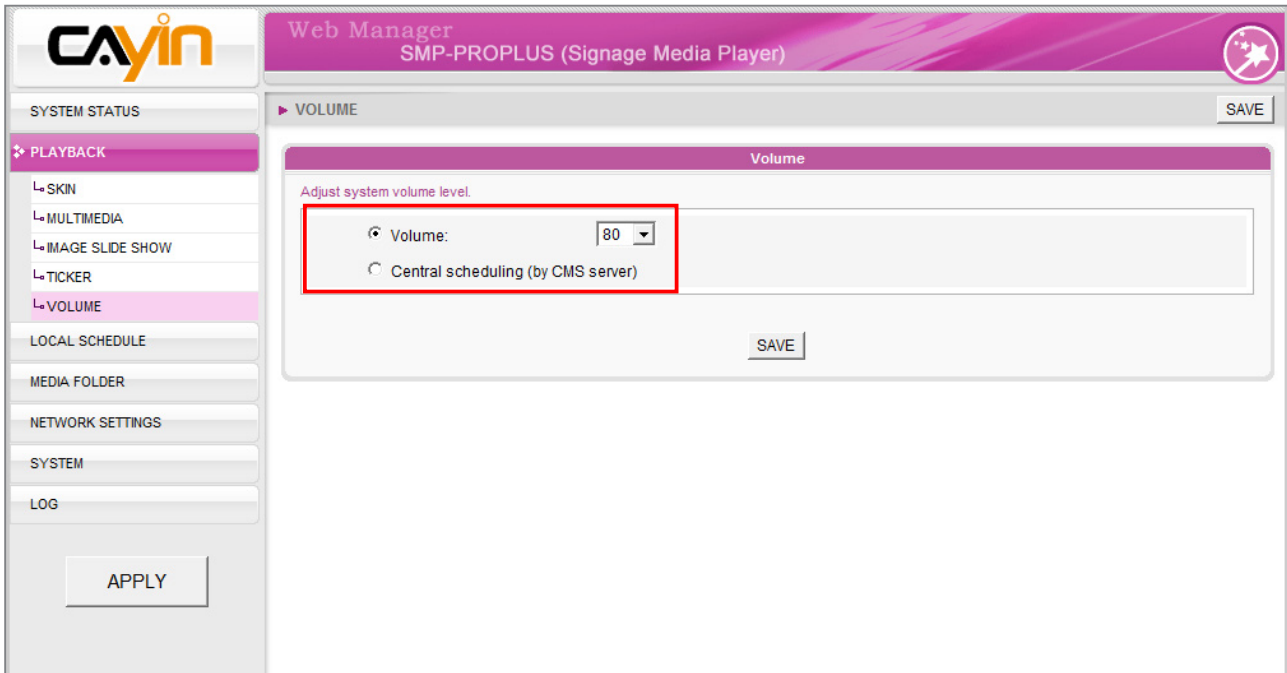 CAYIN
Web Manager
SMP-PROPLUS (Signage Media Player)
SYSTEM STATUS
PLAYBACK
SKIN
MULTIMEDIA
IMAGE SLIDE SHOW
TICKER
VOLUME
LOCAL SCHEDULE
MEDIA FOLDER
NETWORK SETTINGS
SYSTEM
LOG
APPLY
VOLUME
SAVE
Volume
Adjust system volume level.
Volume: 80
Central scheduling (by CMS server)
SAVE